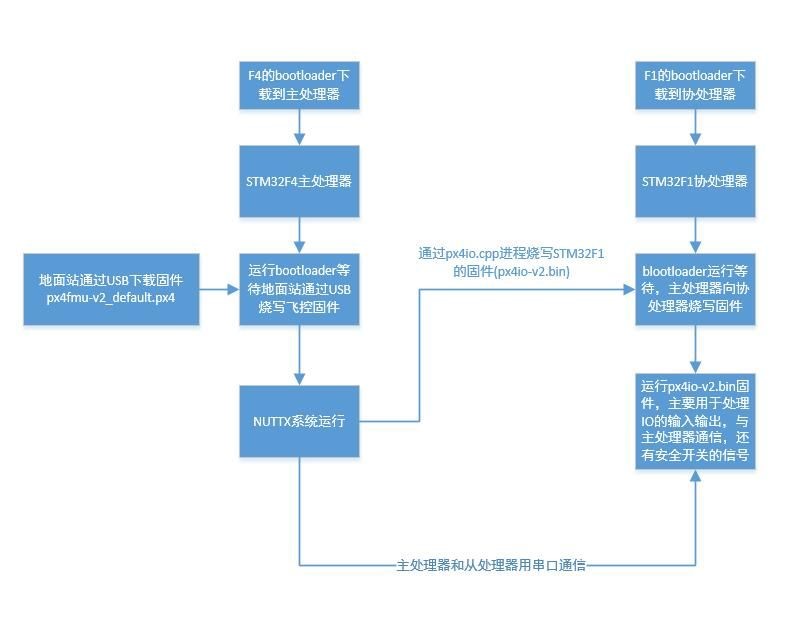 F4的bootloader下
载到主处理器
F1的bootloader下
载到协处理器
STM32F4主处理器
STM32F1协处理器
地面站通过USB下载固件
px4fmu-v2_default.px4
运行bootloader等
待地面站通过USB
烧写飞控固件
通过px4io.cpp进程烧写STM32F1
的固件(px4io-v2.bin)
blootloader运行等
待，主处理器向协
处理器烧写固件
NUTTX系统运行
运行px4io-v2.bin固
件，主要用于处理
IO的输入输出，与
主处理器通信，还
有安全开关的信号
主处理器和从处理器用串口通信